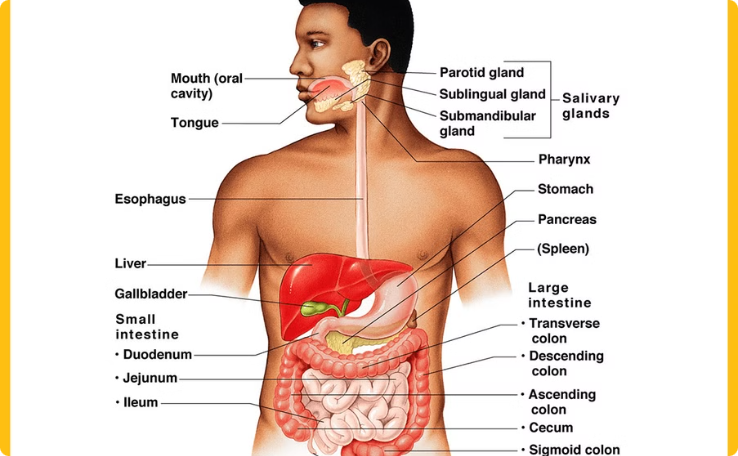 Mouth (oral
cavity)
Tongue
Esophagus
Liver
Gallbladder
Small
intestine
• Duodenum
• Jejunum
• Ileum
Parotid gland
Sublingual gland
Submandibular
gland
Salivary
glands
Pharynx
Stomach
Pancreas
(Spleen)
Large
intestine
• Transverse
colon
• Descending
colon
• Ascending
colon
• Cecum
• Sigmoid colon